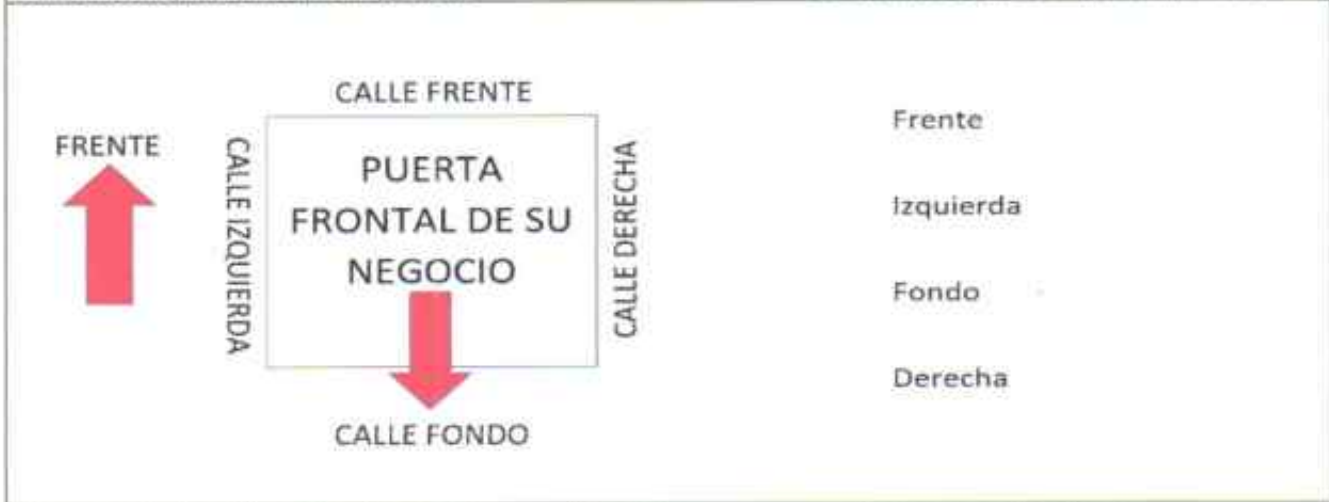 CALLE FRENTE
FRENTE
CALLE IZQUIERDA
PUERTA
FRONTAL DE SU
NEGOCIO
CALLE DERECHA
CALLE FONDO
Frente
Izquierda
Fondo
Derecha